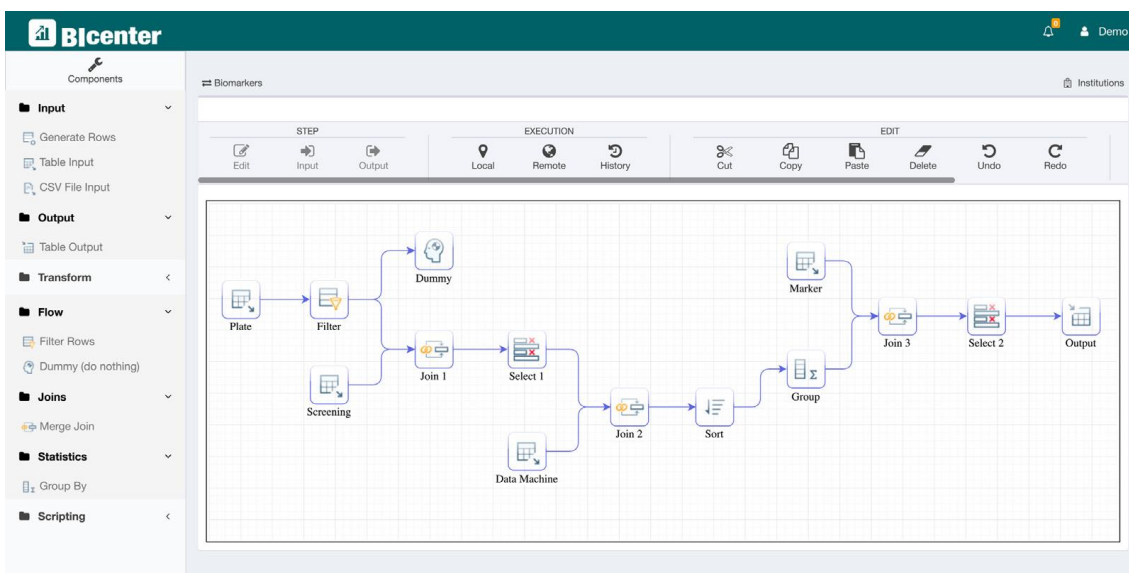 BIcenter
0
Demo
Components
Biomarkers
Institutions
Input
Generate Rows
Table Input
CSV File Input
Output
Table Output
Transform
Flow
Filter Rows
Dummy (do nothing)
Joins
Merge Join
Statistics
Group By
Scripting
STEP EXECUTION EDIT
Edit Input Output Local Remote History Cut Copy Paste Delete Undo Redo
Dummy
Marker
Plate Filter
Join 3 Select 2 Output
Join 1 Select 1
Group
Screening
Join 2 Sort
Data Machine
Σ